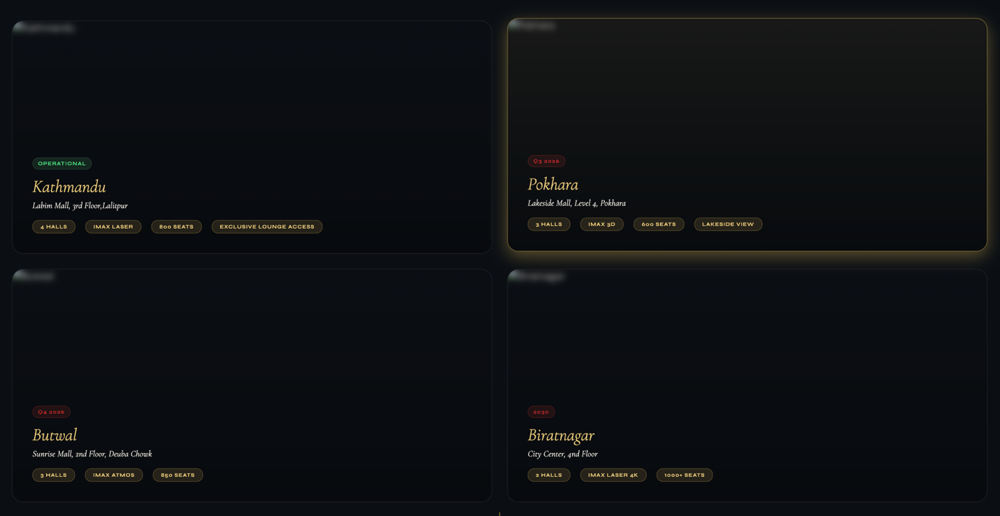 Kathmandu
OPERATIONAL
Kathmandu
Labim Mall, 3rd Floor,Lalitpur
4 HALLS IMAX LASER 800 SEATS EXCLUSIVE LOUNGE ACCESS
Pokhara
Q3 2026
Pokhara
Lakeside Mall, Level 4, Pokhara
3 HALLS IMAX 3D 600 SEATS LAKESIDE VIEW
Butwal
Q4 2026
Butwal
Sunrise Mall, 2nd Floor, Deuba Chowk
3 HALLS IMAX ATMOS 850 SEATS
Biratnagar
2030
Biratnagar
City Center, 4nd Floor
2 HALLS IMAX LASER 4K 1000+ SEATS